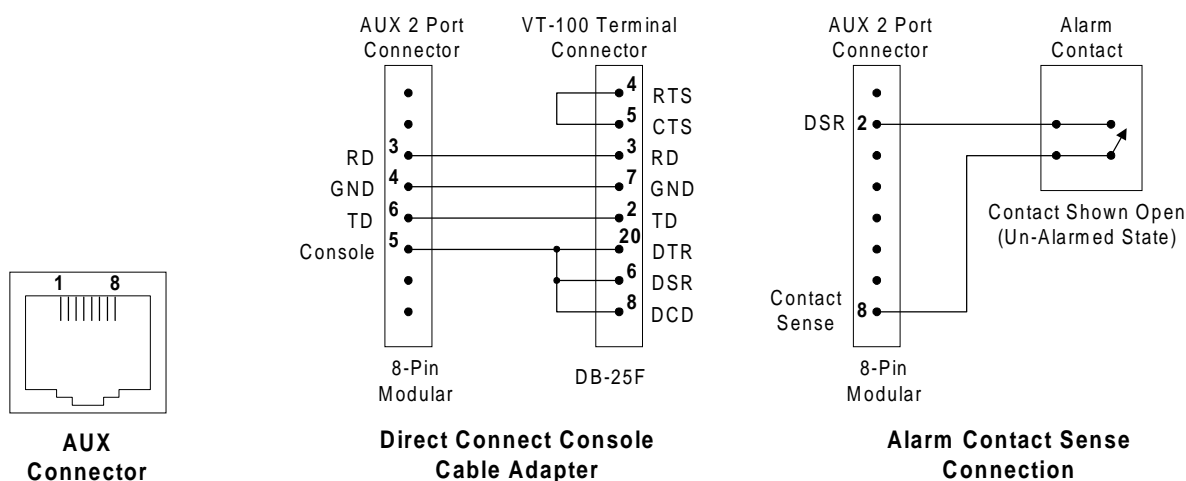 1 8
AUX
Connector
AUX 2 Port
Connector
VT-100 Terminal
Connector
4 RTS
5 CTS
RD 3 3 RD
GND 4 7 GND
TD 6 2 TD
Console 5 20 DTR
6 DSR
8 DCD
8-Pin
Modular
DB-25F
Direct Connect Console
Cable Adapter
AUX 2 Port
Connector
Alarm
Contact
DSR 2
Contact Shown Open
(Un-Alarmed State)
Contact
Sense
8
8-Pin
Modular
Alarm Contact Sense
Connection